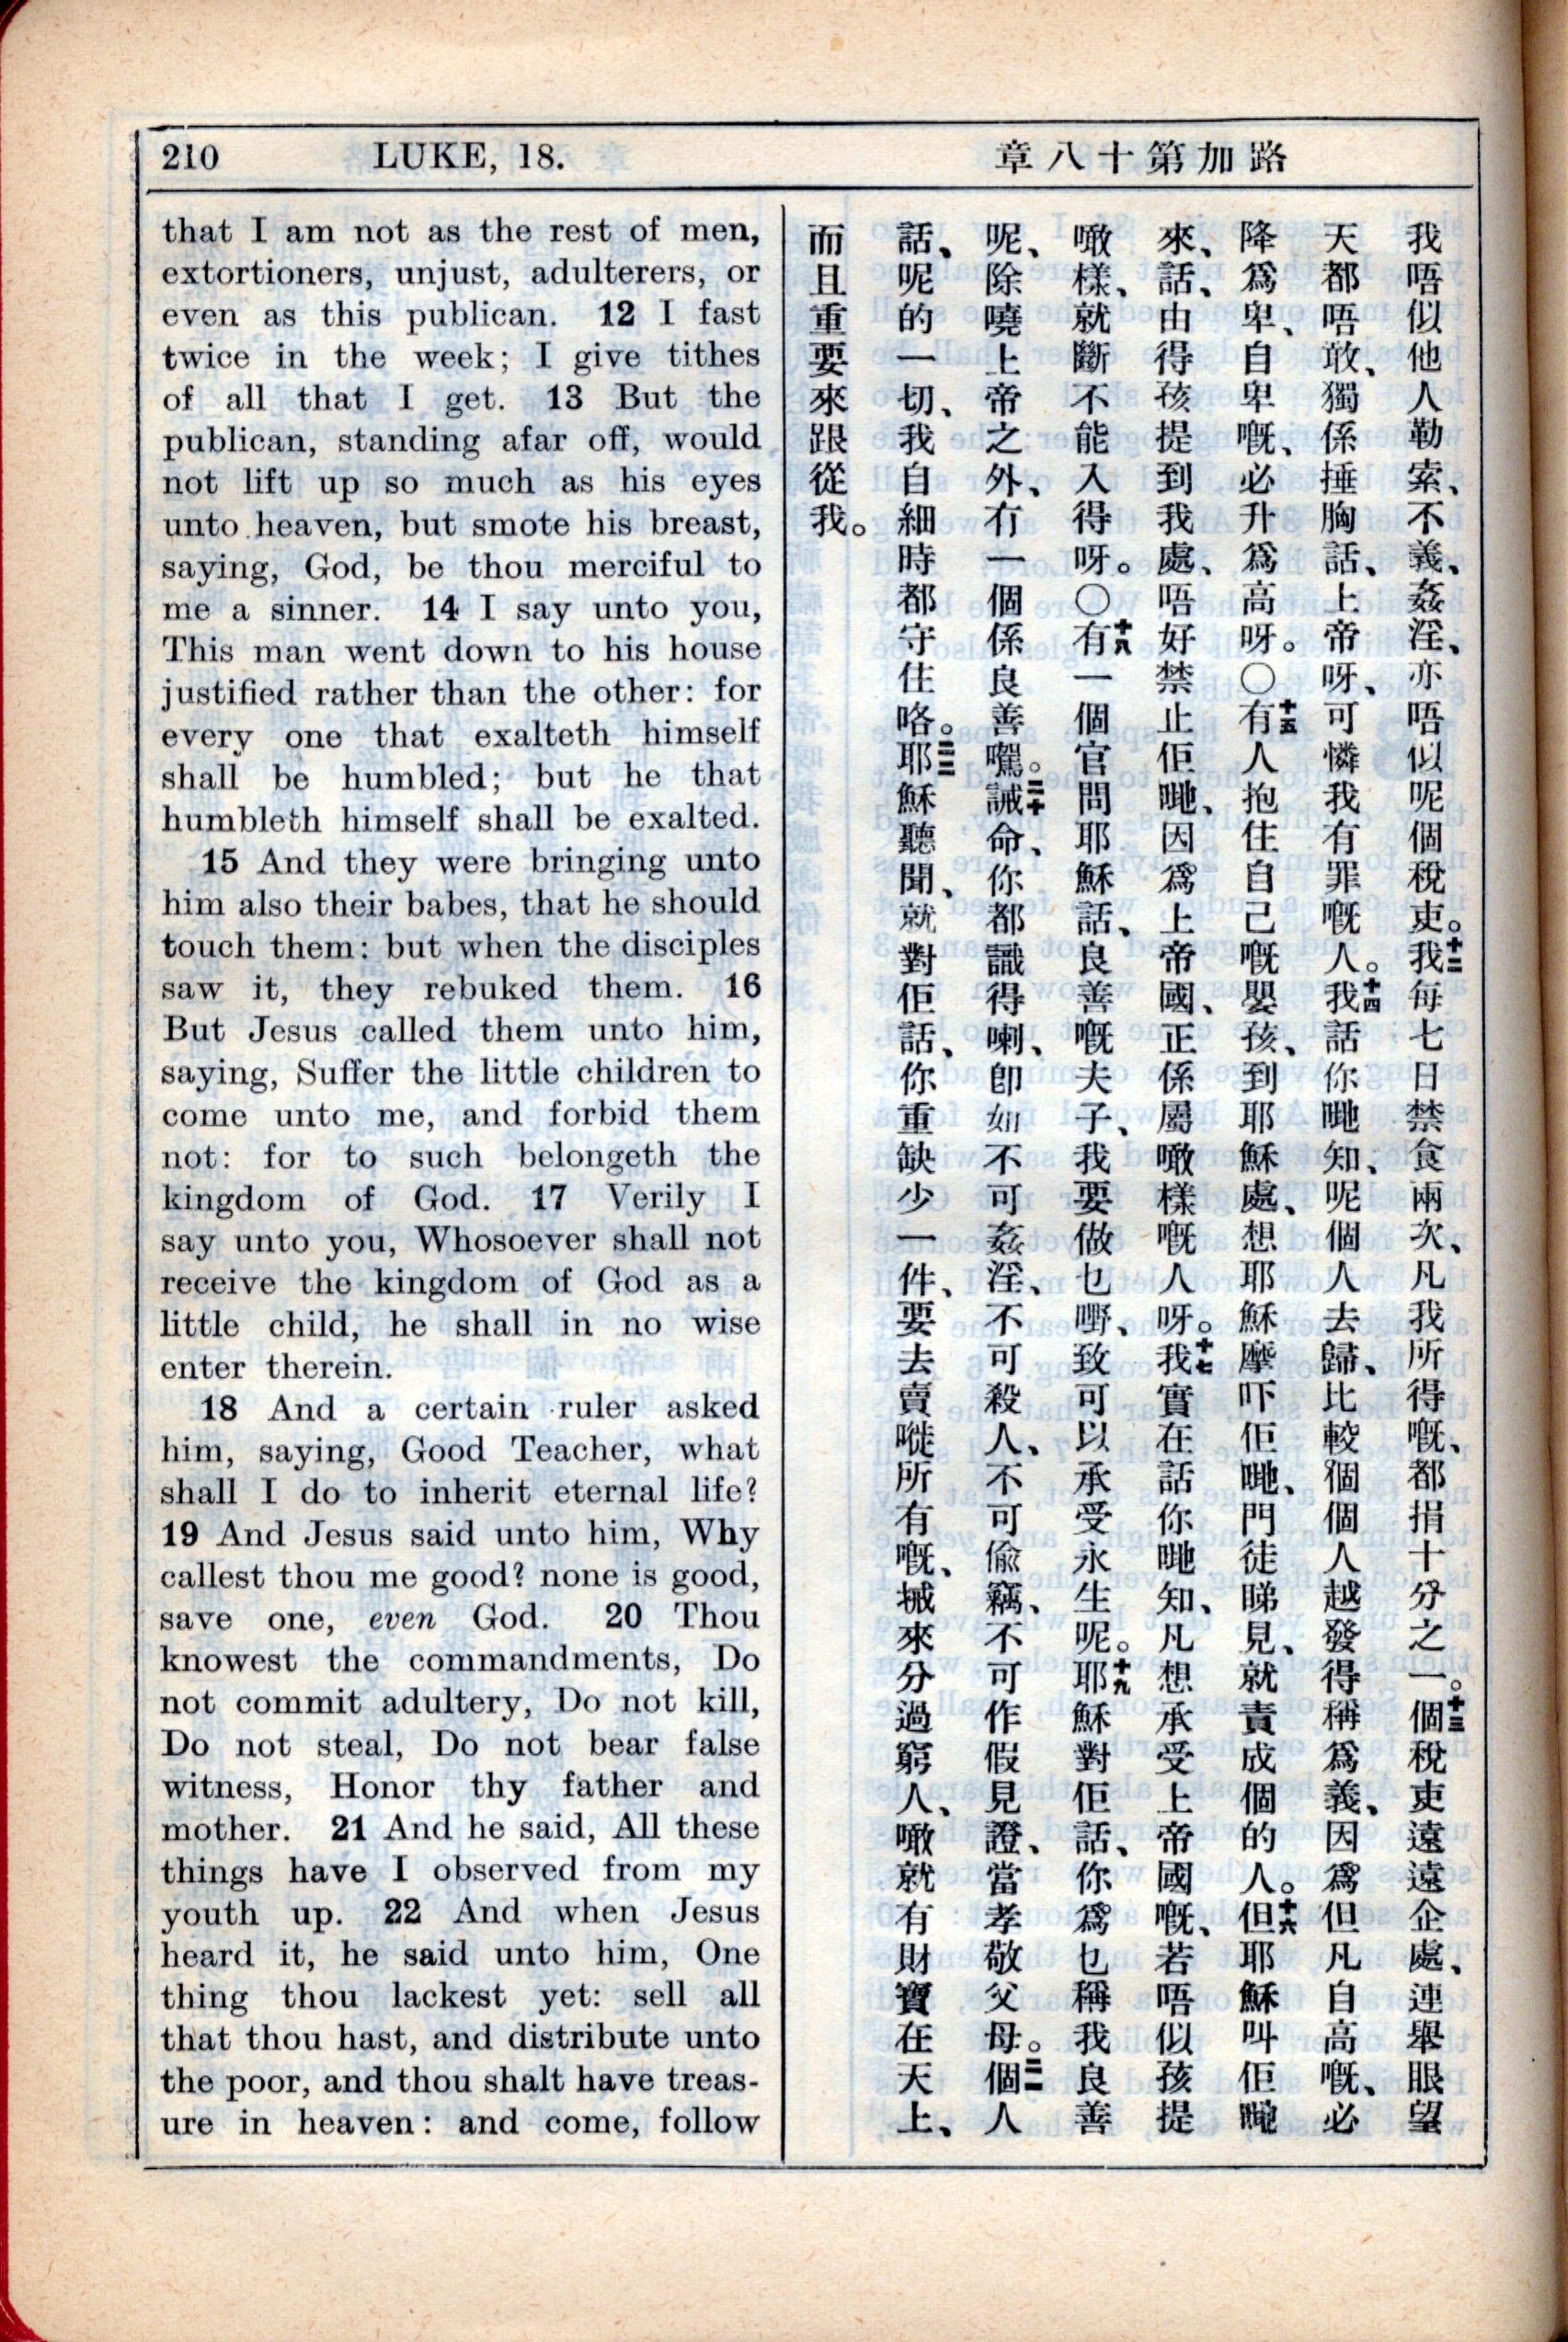 210 LUKE, 18. 路加第十八章
that I am not as the rest of men,
extortioners, unjust, adulterers, or
even as this publican. 12 I fast
twice in the week; I give tithes
of all that I get. 13 But the
publican, standing afar off, would
not lift up so much as his eyes
unto heaven, but smote his breast,
saying, God, be thou merciful to
me a sinner. 14 I say unto you,
This man went down to his house
justified rather than the other: for
every one that exalteth himself
shall be humbled; but he that
humbleth himself shall be exalted.
15 And they were bringing unto
him also their babes, that he should
touch them: but when the disciples
saw it, they rebuked them. 16
But Jesus called them unto him,
saying, Suffer the little children to
come unto me, and forbid them
not: for to such belongeth the
kingdom of God. 17 Verily I
say unto you, Whosoever shall not
receive the kingdom of God as a
little child, he shall in no wise
enter therein.
18 And a certain ruler asked
him, saying, Good Teacher, what
shall I do to inherit eternal life?
19 And Jesus said unto him, Why
callest thou me good? none is good,
save one, even God. 20 Thou
knowest the commandments, Do
not commit adultery, Do not kill,
Do not steal, Do not bear false
witness, Honor thy father and
mother. 21 And he said, All these
things have I observed from my
youth up. 22 And when Jesus
heard it, he said unto him, One
thing thou lackest yet: sell all
that thou hast, and distribute unto
the poor, and thou shalt have treas-
ure in heaven: and come, follow
我唔似他人勒索、不義、姦淫、亦唔似呢個稅吏。十二我每七日禁食兩次、凡我所得嘅、都捐十分之一。十三個稅吏遠遠企處、連舉眼望
天都唔敢、獨係捶胸話、上帝呀、可憐我有罪嘅人。十四我話你哋知、呢個人去歸、比較個個人越發得稱爲義、因爲但凡自高嘅、必
降爲卑、自卑嘅、必升爲高呀。〇十五有人抱住自己嘅嬰孩、到耶穌處、想耶穌摩吓佢哋、門徒睇見、就責成個的人。十六但耶穌叫佢哋
來、話、由得孩提到我處、唔好禁止佢哋、因爲上帝國、正係屬噉樣嘅人呀。十七我實在話你哋知、凡想承受上帝國嘅、若唔似孩提
噉樣、就斷不能入得呀。〇十八有一個官問耶穌話、良善嘅夫子、我要做乜嘢、致可以承受永生呢。十九耶穌對佢話、你爲乜稱我良善
呢、除嘵上帝之外、冇一個係良善囉。二十誡命、你都識得喇、卽如不可姦淫、不可殺人、不可偷竊、不可作假見證、當孝敬父母。二一個人
話、呢的一切、我自細時都守住咯。二二耶穌聽聞、就對佢話、你重缺少一件、要去賣嘥所有嘅、搣來分過窮人、噉就有財寶在天上、
而且重要來跟從我。